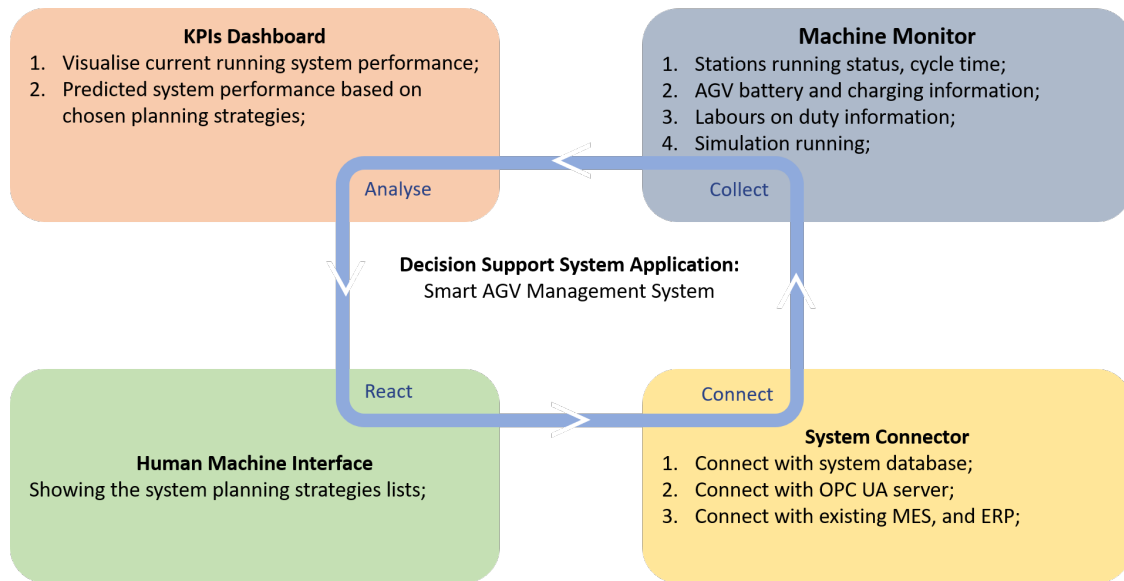 KPIs Dashboard
1. Visualise current running system performance;
2. Predicted system performance based on
chosen planning strategies;
Analyse
Machine Monitor
1. Stations running status, cycle time;
2. AGV battery and charging information;
3. Labours on duty information;
4. Simulation running;
Collect
Decision Support System Application:
Smart AGV Management System
React
Human Machine Interface
Showing the system planning strategies lists;
Connect
System Connector
1. Connect with system database;
2. Connect with OPC UA server;
3. Connect with existing MES, and ERP;